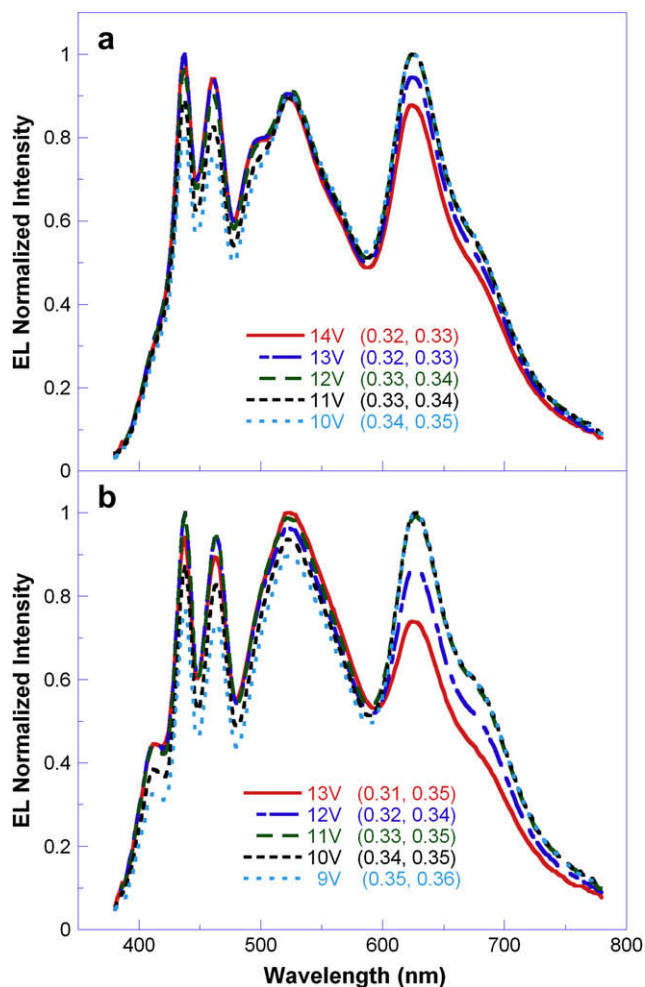 a
1
0.8
0.6
0.4
0.2
0
EL Normalized Intensity
14V (0.32, 0.33)
13V (0.32, 0.33)
12V (0.33, 0.34)
11V (0.33, 0.34)
10V (0.34, 0.35)
b
1
0.8
0.6
0.4
0.2
0
EL Normalized Intensity
13V (0.31, 0.35)
12V (0.32, 0.34)
11V (0.33, 0.35)
10V (0.34, 0.35)
9V (0.35, 0.36)
400 500 600 700 800
Wavelength (nm)